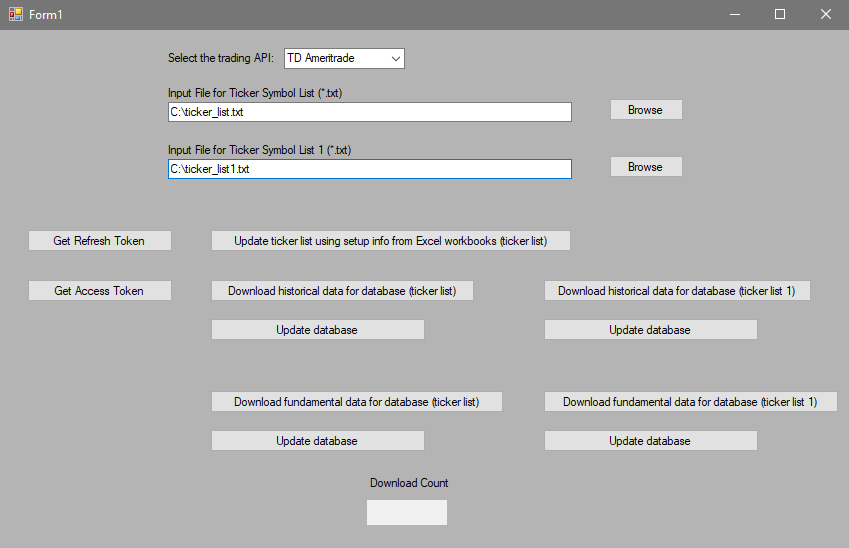 Form1
Select the trading API: TD Ameritrade
Input File for Ticker Symbol List (*.txt)
C:\ticker_list.txt Browse
Input File for Ticker Symbol List 1 (*.txt)
C:\ticker_list1.txt Browse
Get Refresh Token Update ticker list using setup info from Excel workbooks (ticker list)
Get Access Token Download historical data for database (ticker list) Download historical data for database (ticker list 1)
Update database Update database
Download fundamental data for database (ticker list) Download fundamental data for database (ticker list 1)
Update database Update database
Download Count